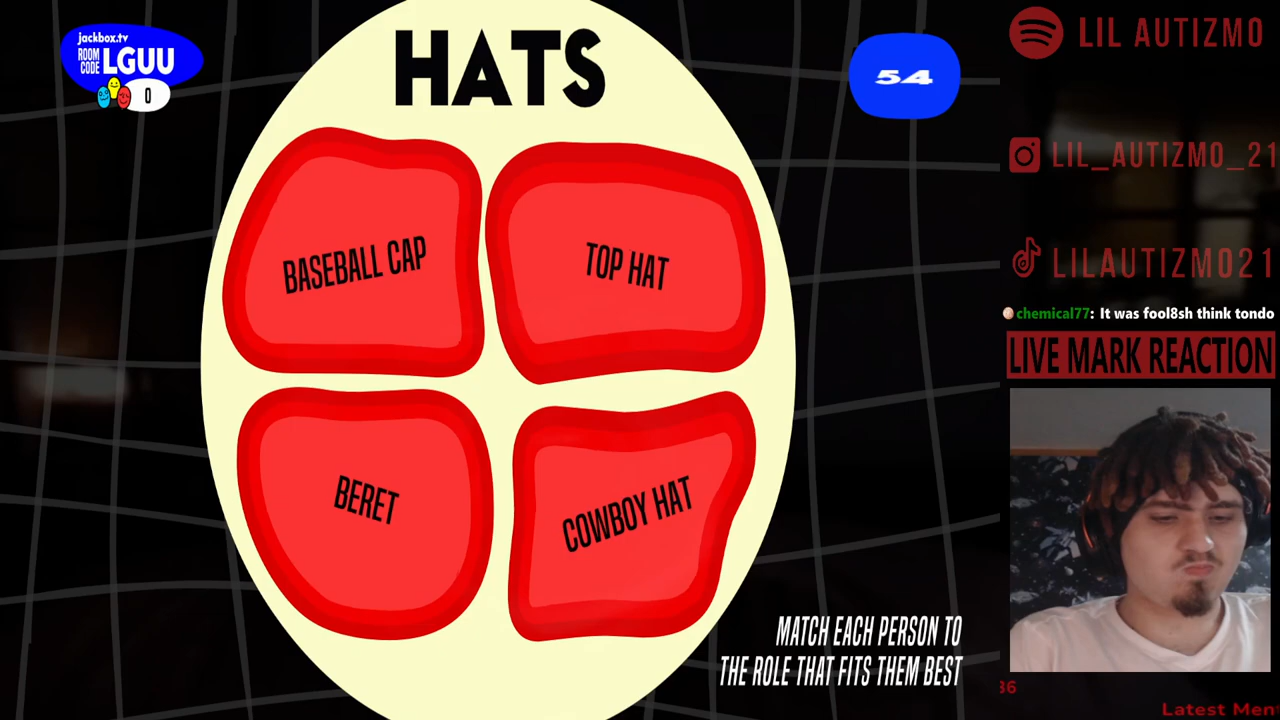 jackbox.tv
ROOM CODE LGUU
0
HATS
54
BASEBALL CAP
TOP HAT
BERET
COWBOY HAT
MATCH EACH PERSON TO
THE ROLE THAT FITS THEM BEST
LIL AUTIZMO
LIL_AUTIZMO_21
LILAUTIZMO21
chemical77: It was fool8sh think tondo
LIVE MARK REACTION
36
Latest Mem